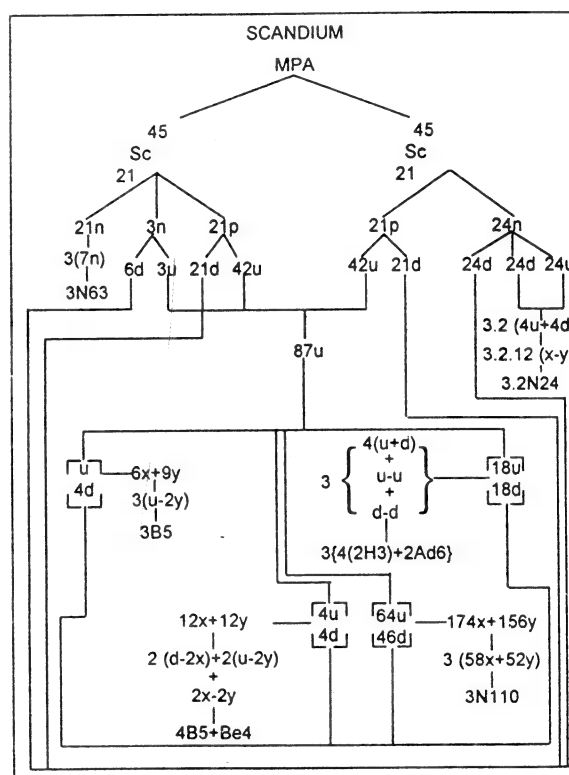 SCANDIUM
MPA
45 45
Sc Sc
21 21
21n 3n 21p 21p 24n
3(7n) 6d 3u 21d 42u 42u 21d 24d 24d 24u
3N63
3.2 (4u+4d
3.2.12 (x-y
3.2N24
87u
u
4d
6x+9y
3(u-2y)
3B5
3 { 4(u+d)
+
u-u
+
d-d }
18u
18d
3{4(2H3)+2Ad6}
12x+12y
2 (d-2x)+2(u-2y)
+
2x-2y
4B5+Be4
4u
4d
64u
46d
174x+156y
3 (58x+52y)
3N110